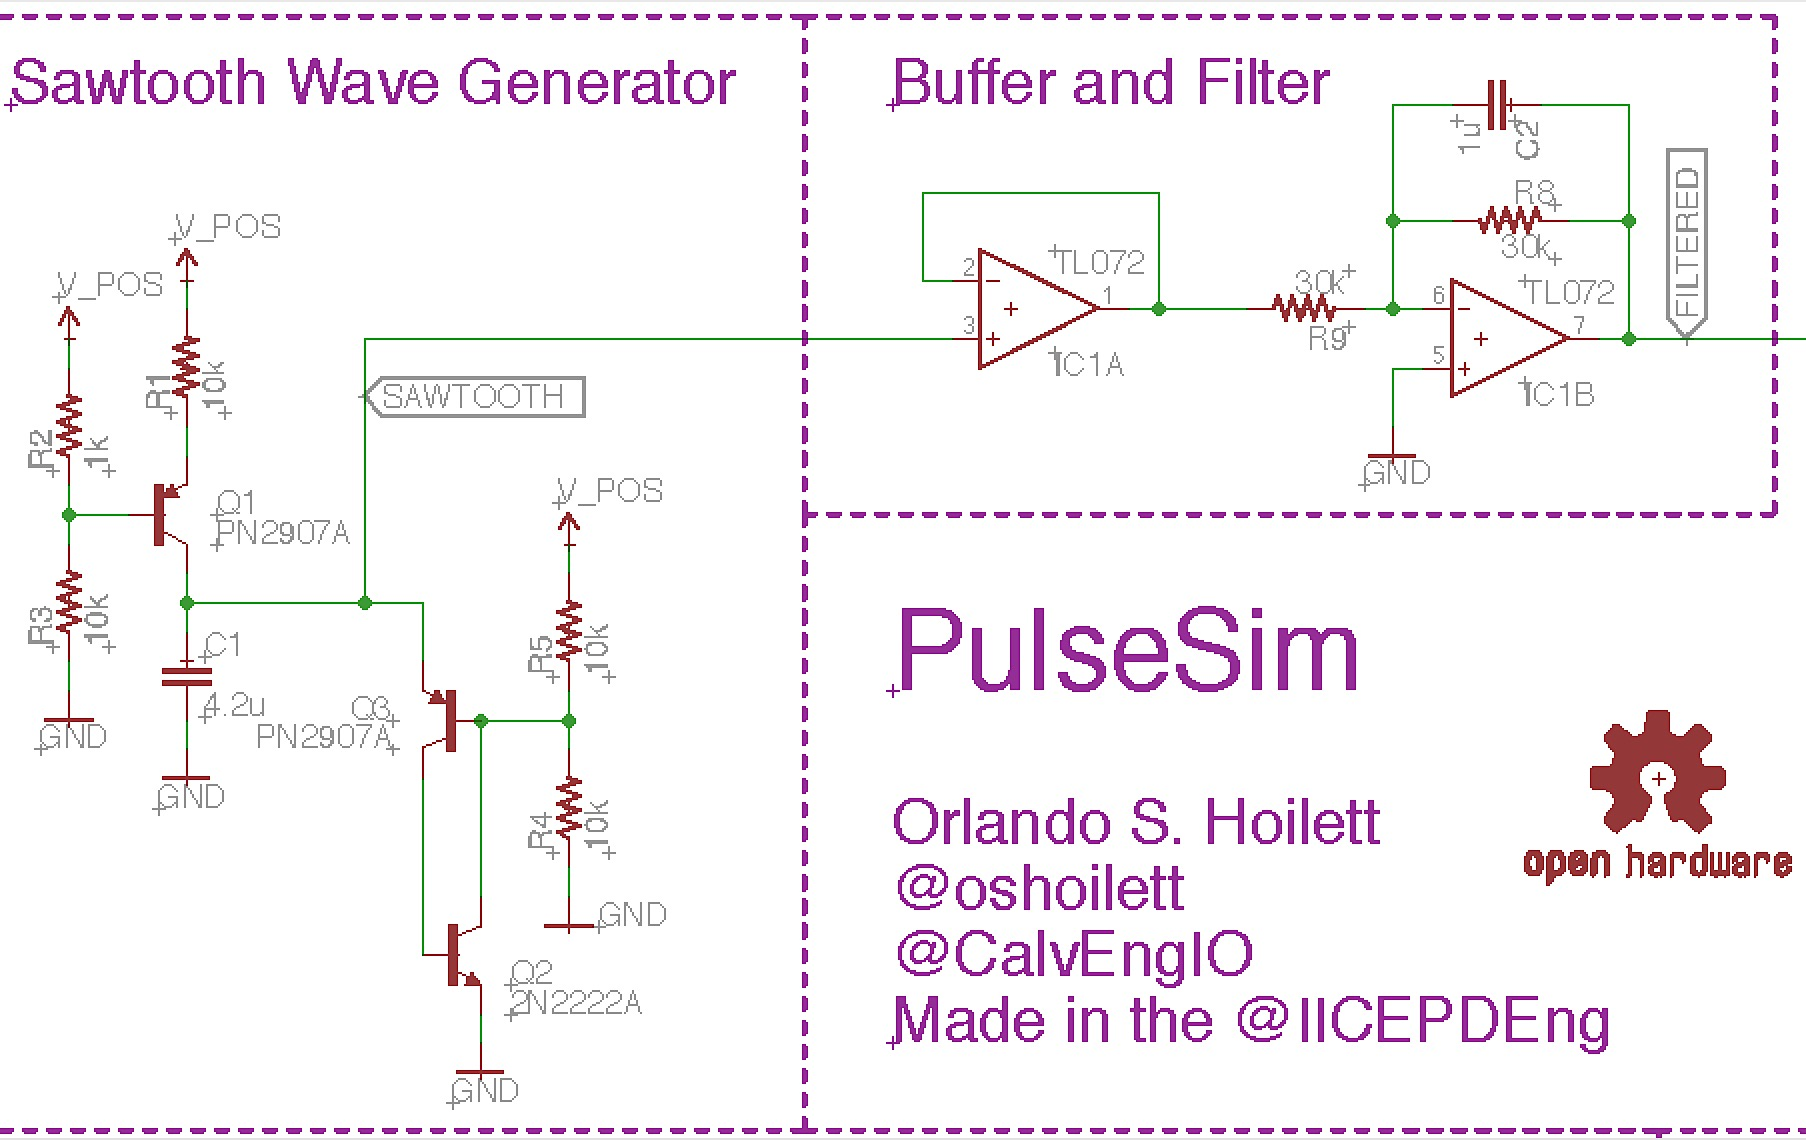 Sawtooth Wave Generator
V_POS
V_POS
R1
10k
R2
1k
Q1
PN2907A
R3
10k
GND
C1
4.2u
GND
SAWTOOTH
V_POS
R5
10k
Q3
PN2907A
R4
10k
GND
Q2
2N2222A
GND
Buffer and Filter
1u
C2
R8
30k
FILTERED
2
3
1
TL072
IC1A
30k
R9
6
5
7
TL072
IC1B
GND
PulseSim
Orlando S. Hoilett
@oshoilett
@CalvEngIO
Made in the @IICEPDEng
open hardware